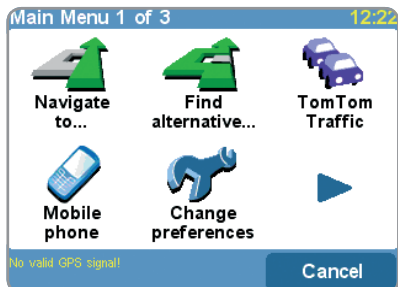 Main Menu 1 of 3 12:22
Navigate to...
Find alternative...
TomTom Traffic
Mobile phone
Change preferences
No valid GPS signal!
Cancel